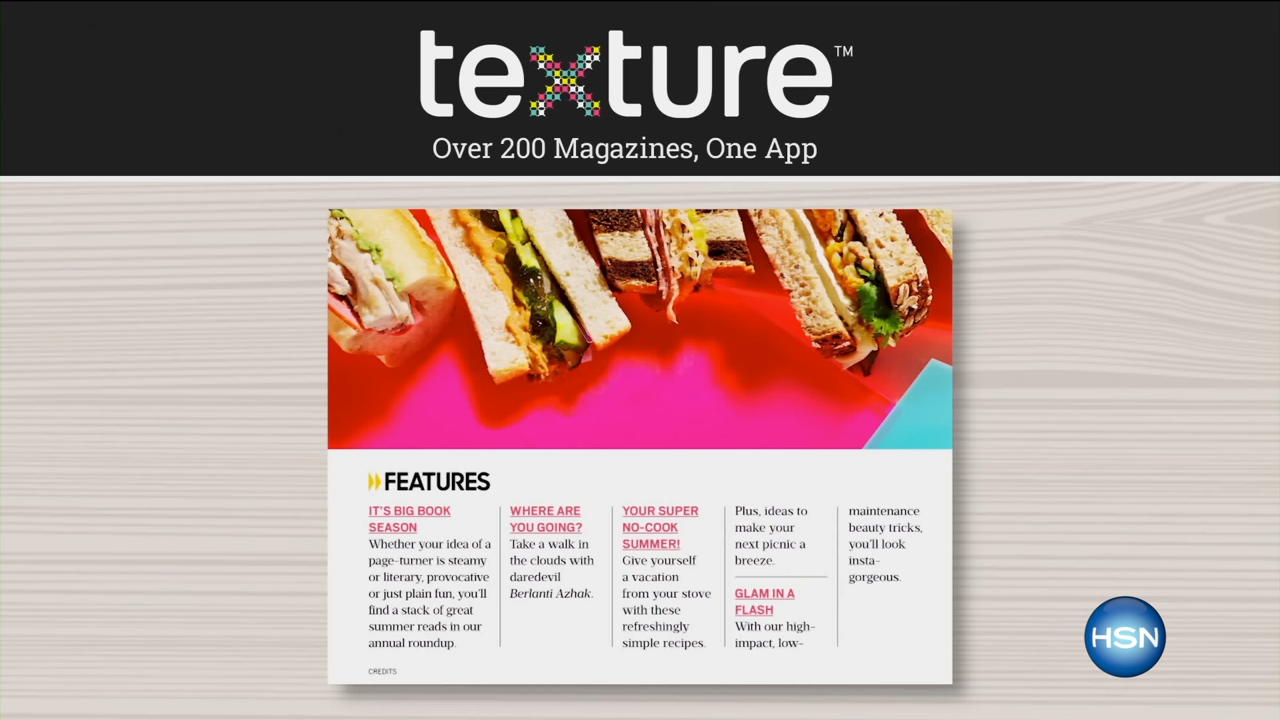 texture™
Over 200 Magazines, One App
FEATURES
IT'S BIG BOOK
SEASON
Whether your idea of a
page-turner is steamy
or literary, provocative
or just plain fun, you'll
find a stack of great
summer reads in our
annual roundup.
WHERE ARE
YOU GOING?
Take a walk in
the clouds with
daredevil
Berlanti Azhak.
YOUR SUPER
NO-COOK
SUMMER!
Give yourself
a vacation
from your stove
with these
refreshingly
simple recipes.
Plus, ideas to
make your
next picnic a
breeze.
GLAM IN A
FLASH
With our high-
impact, low-
maintenance
beauty tricks,
you'll look
insta-
gorgeous.
CREDITS
HSN